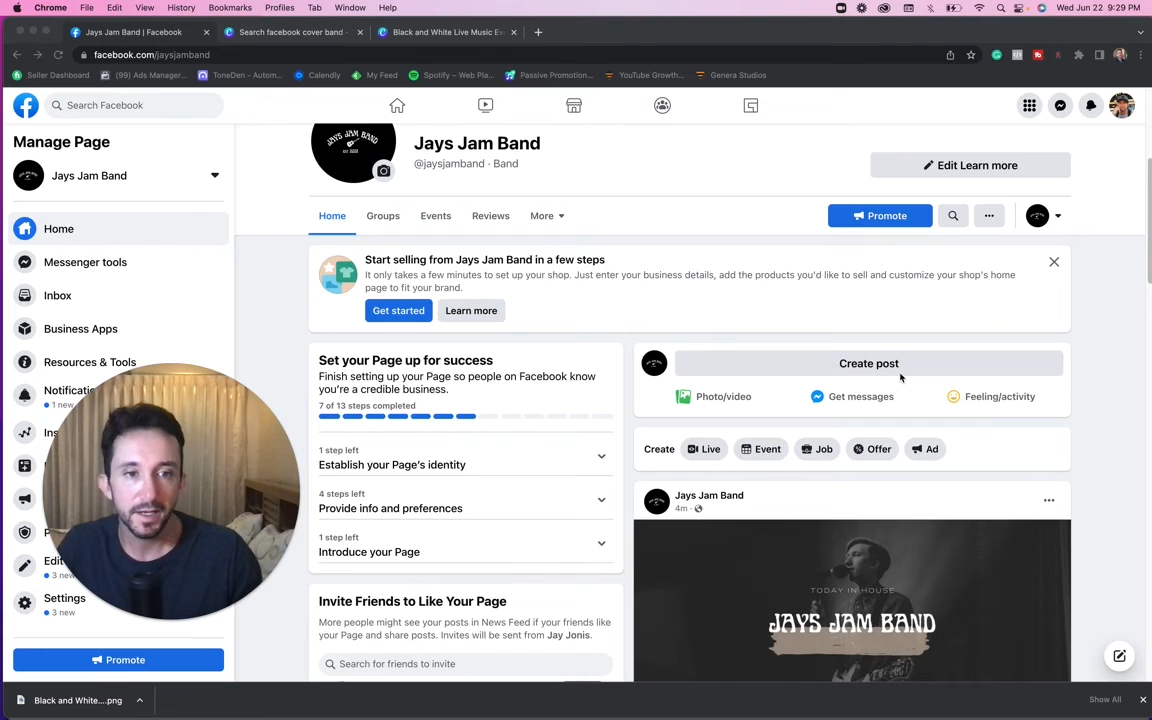 Chrome File Edit View History Bookmarks Profiles Tab Window Help
Wed Jun 22 9:29 PM
Jays Jam Band | Facebook
Search facebook cover band -
Black and White Live Music Ev
facebook.com/jaysjamband
Seller Dashboard
(99) Ads Manager...
ToneDen - Autom...
Calendly
My Feed
Spotify – Web Pla...
Passive Promotion...
YouTube Growth...
Genera Studios
Search Facebook
Manage Page
Jays Jam Band
Home
Messenger tools
Inbox
Business Apps
Resources & Tools
1 new
3 new
Settings
3 new
Promote
JAYS JAM BAND
Jays Jam Band
@jaysjamband · Band
Edit Learn more
Home
Groups
Events
Reviews
More
Promote
Start selling from Jays Jam Band in a few steps
It only takes a few minutes to set up your shop. Just enter your business details, add the products you'd like to sell and customize your shop's home
page to fit your brand.
Get started
Learn more
Set your Page up for success
Finish setting up your Page so people on Facebook know
you're a credible business.
7 of 13 steps completed
1 step left
Establish your Page's identity
4 steps left
Provide info and preferences
1 step left
Introduce your Page
Invite Friends to Like Your Page
More people might see your posts in News Feed if your friends like
your Page and share posts. Invites will be sent from Jay Jonis.
Search for friends to invite
Create post
Photo/video
Get messages
Feeling/activity
Create
Live
Event
Job
Offer
Ad
Jays Jam Band
4m ·
TODAY IN HOUSE
JAYS JAM BAND
Black and White....png
Show All